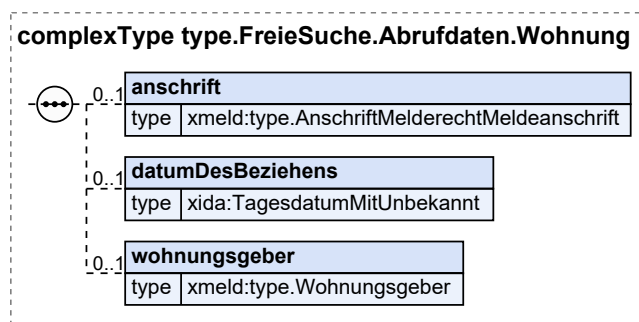 complexType type.FreieSuche.Abrufdaten.Wohnung
0..1 anschrift
type xmeld:type.AnschriftMelderechtMeldeanschrift
0..1 datumDesBeziehens
type xida:TagesdatumMitUnbekannt
0..1 wohnungsgeber
type xmeld:type.Wohnungsgeber